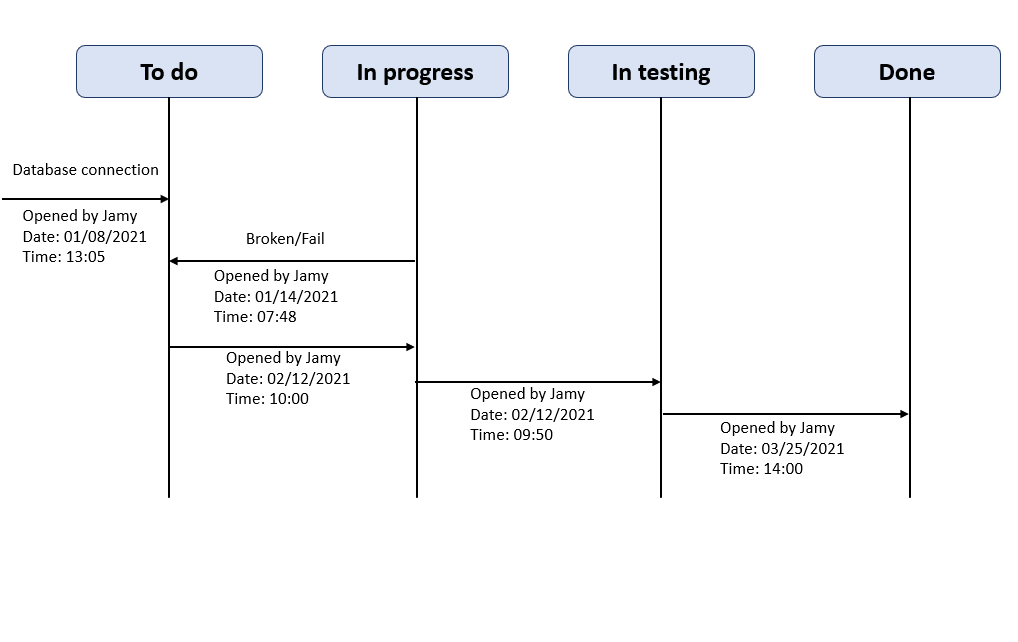 To do
In progress
In testing
Done
Database connection
Opened by Jamy
Date: 01/08/2021
Time: 13:05
Broken/Fail
Opened by Jamy
Date: 01/14/2021
Time: 07:48
Opened by Jamy
Date: 02/12/2021
Time: 10:00
Opened by Jamy
Date: 02/12/2021
Time: 09:50
Opened by Jamy
Date: 03/25/2021
Time: 14:00